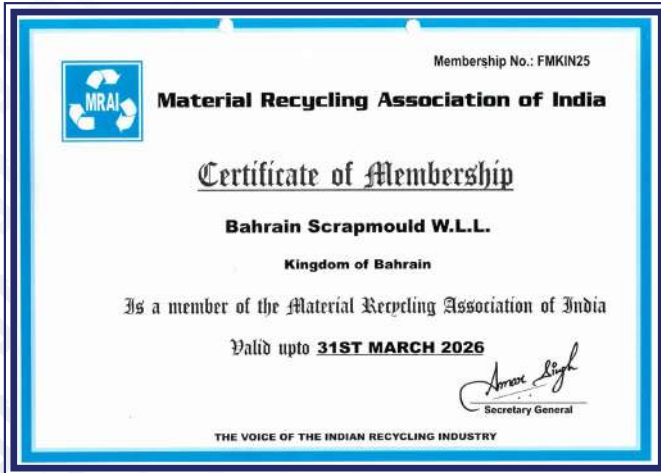 Membership No.: FMKIN25
MRAI
Material Recycling Association of India
Certificate of Membership
Bahrain Scrapmould W.L.L.
Kingdom of Bahrain
Is a member of the Material Recycling Association of India
Valid upto 31ST MARCH 2026
Amar Singh
Secretary General
THE VOICE OF THE INDIAN RECYCLING INDUSTRY